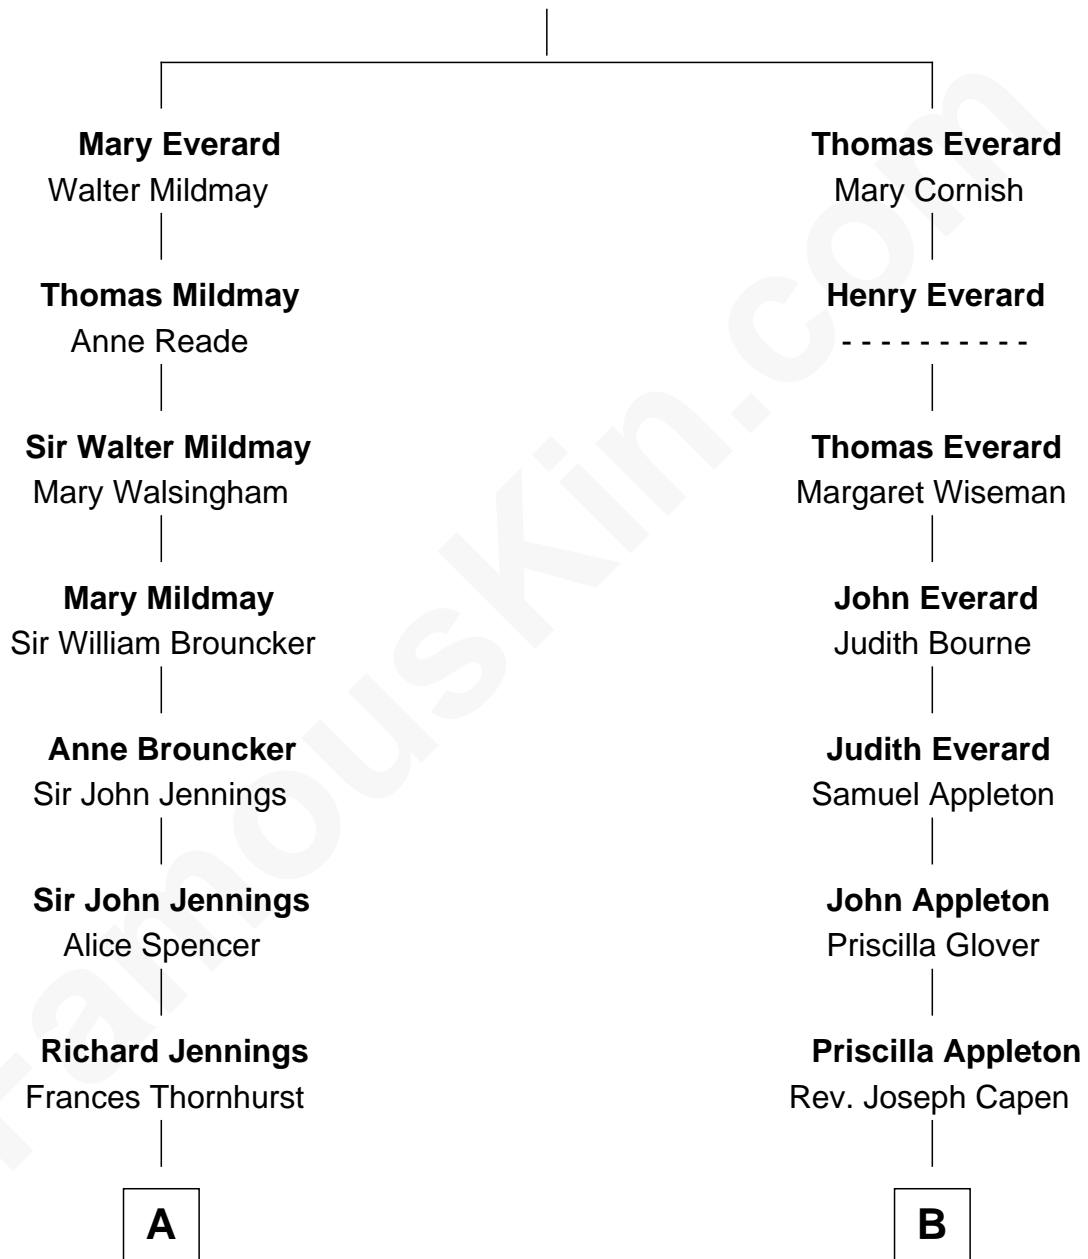 Mary Everard
Walter Mildmay
Thomas Everard
Mary Cornish
Thomas Mildmay
Anne Reade
Henry Everard
- - - - - - - - - -
Sir Walter Mildmay
Mary Walsingham
Thomas Everard
Margaret Wiseman
Mary Mildmay
Sir William Brouncker
John Everard
Judith Bourne
Anne Brouncker
Sir John Jennings
Judith Everard
Samuel Appleton
Sir John Jennings
Alice Spencer
John Appleton
Priscilla Glover
Richard Jennings
Frances Thornhurst
Priscilla Appleton
Rev. Joseph Capen
A
B
FamousKin.com